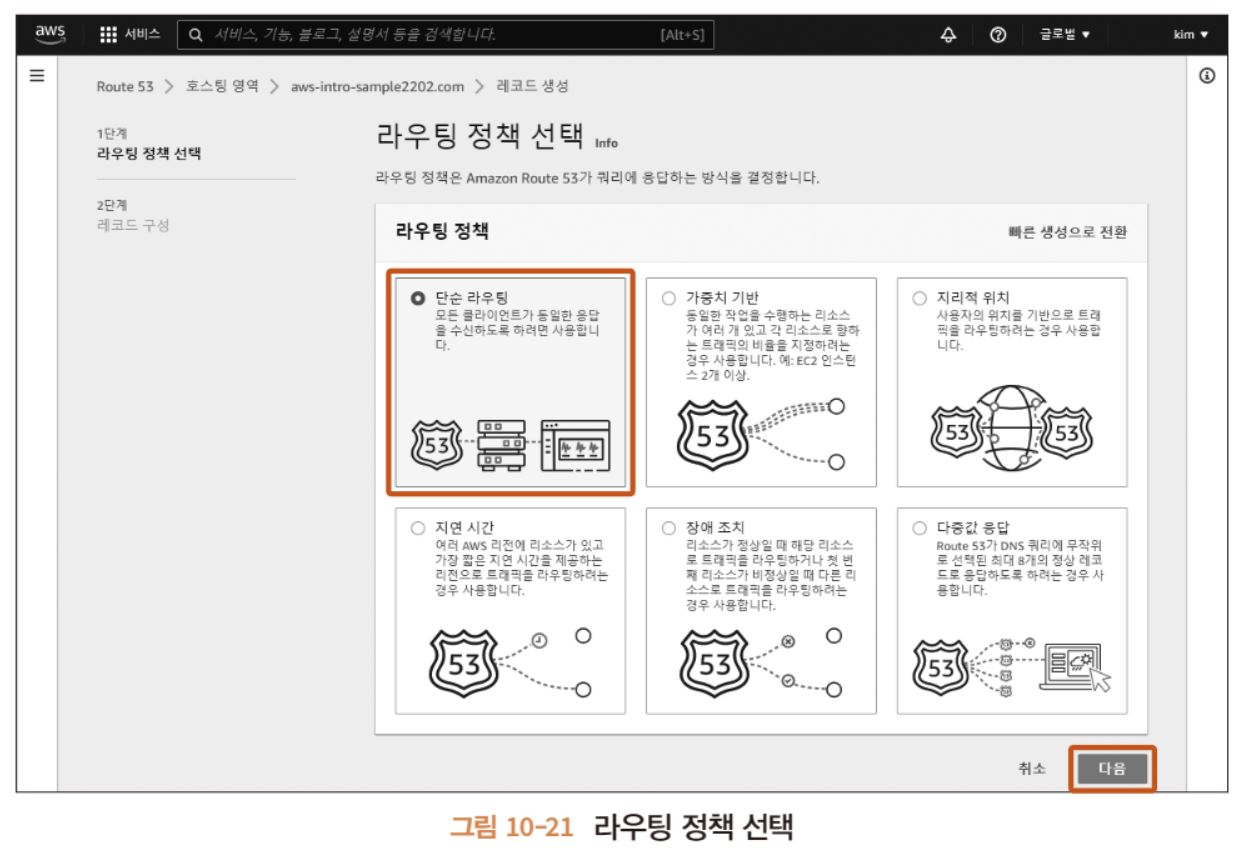 aws 서비스 서비스, 기능, 블로그, 설명서 등을 검색합니다. [Alt+S] 글로벌 ▼ kim ▼
Route 53 > 호스팅 영역 > aws-intro-sample2202.com > 레코드 생성
1단계
라우팅 정책 선택
2단계
레코드 구성
라우팅 정책 선택 Info
라우팅 정책은 Amazon Route 53가 쿼리에 응답하는 방식을 결정합니다.
라우팅 정책 빠른 생성으로 전환
단순 라우팅
모든 클라이언트가 동일한 응답
을 수신하도록 하려면 사용합니
다.
53
가중치 기반
동일한 작업을 수행하는 리소스
가 여러 개 있고 각 리소스로 향하
는 트래픽의 비율을 지정하려는
경우 사용합니다. 예: EC2 인스턴
스 2개 이상.
53
지리적 위치
사용자의 위치를 기반으로 트래
픽을 라우팅하려는 경우 사용합
니다.
53 53
지연 시간
여러 AWS 리전에 리소스가 있고
가장 짧은 지연 시간을 제공하는
리전으로 트래픽을 라우팅하려는
경우 사용합니다.
53
장애 조치
리소스가 정상일 때 해당 리소스
로 트래픽을 라우팅하거나 첫 번
째 리소스가 비정상일 때 다른 리
소스로 트래픽을 라우팅하려는
경우 사용합니다.
53
다중값 응답
Route 53가 DNS 쿼리에 무작위
로 선택된 최대 8개의 정상 레코
드로 응답하도록 하려는 경우 사
용합니다.
53
취소 다음
그림 10-21 라우팅 정책 선택